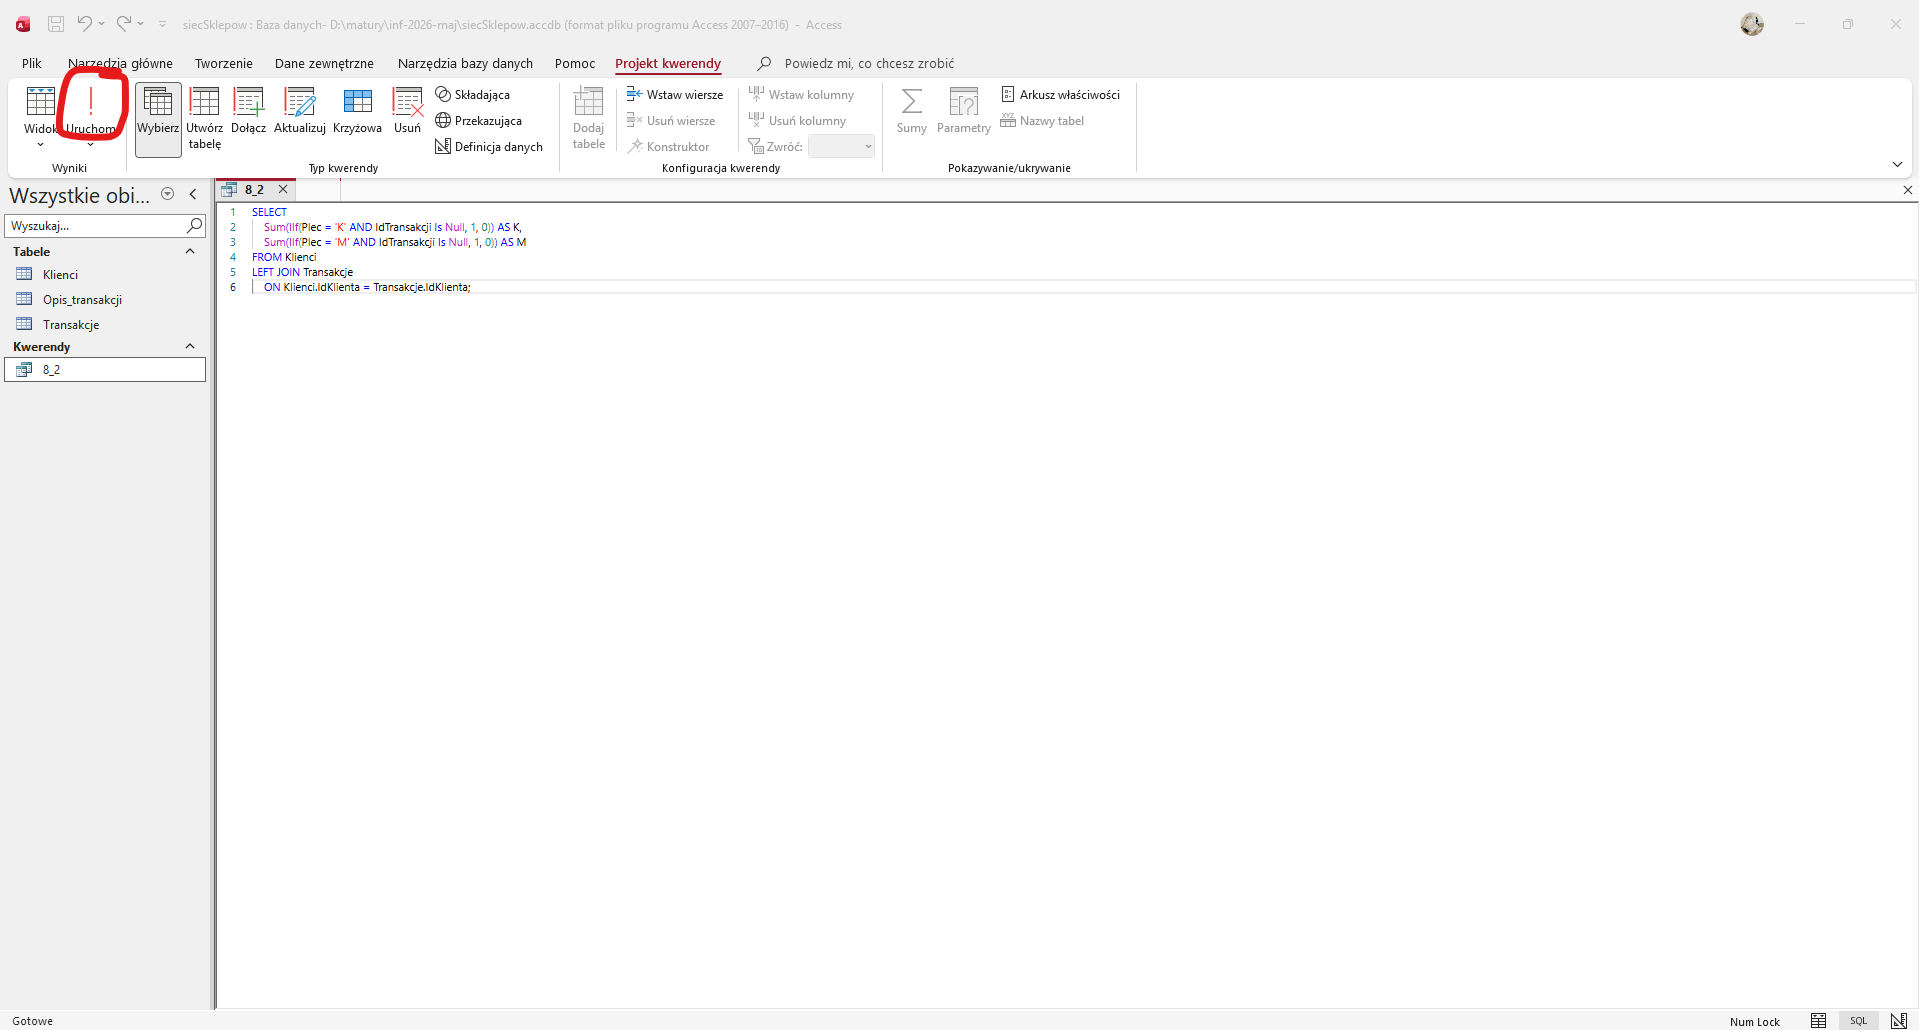 siecSklepow : Baza danych- D:\matury\inf-2026-maj\siecSklepow.accdb (format pliku programu Access 2007–2016) - Access
Plik
Narzędzia główne
Tworzenie
Dane zewnętrzne
Narzędzia bazy danych
Pomoc
Projekt kwerendy
Powiedz mi, co chcesz zrobić
Widok
Uruchom
Wyniki
Wybierz
Utwórz tabelę
Dołącz
Aktualizuj
Krzyżowa
Usuń
Składająca
Przekazująca
Definicja danych
Typ kwerendy
Dodaj tabele
Wstaw wiersze
Usuń wiersze
Konstruktor
Wstaw kolumny
Usuń kolumny
Zwróć:
Konfiguracja kwerendy
Sumy
Parametry
Arkusz właściwości
Nazwy tabel
Pokazywanie/ukrywanie
Wszystkie obi...
Wyszukaj...
Tabele
Klienci
Opis_transakcji
Transakcje
Kwerendy
8_2
8_2
1 SELECT
2 Sum(IIf(Plec = 'K' AND IdTransakcji Is Null, 1, 0)) AS K,
3 Sum(IIf(Plec = 'M' AND IdTransakcji Is Null, 1, 0)) AS M
4 FROM Klienci
5 LEFT JOIN Transakcje
6 ON Klienci.IdKlienta = Transakcje.IdKlienta;
Gotowe
Num Lock
SQL